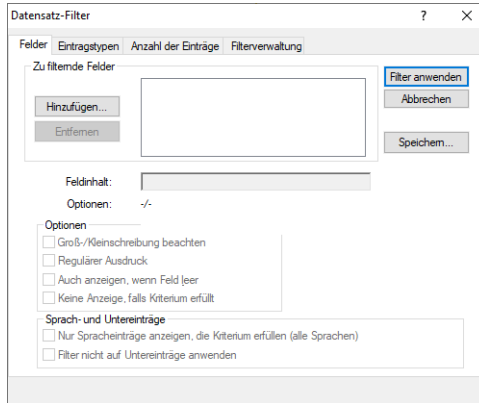 Datensatz-Filter ? ×
Felder Eintragstypen Anzahl der Einträge Filterverwaltung
Zu filternde Felder
Filter anwenden
Hinzufügen...
Abbrechen
Entfernen
Speichern...
Feldinhalt:
Optionen: -/-
Optionen
Groß-/Kleinschreibung beachten
Regulärer Ausdruck
Auch anzeigen, wenn Feld leer
Keine Anzeige, falls Kriterium erfüllt
Sprach- und Untereinträge
Nur Spracheinträge anzeigen, die Kriterium erfüllen (alle Sprachen)
Filter nicht auf Untereinträge anwenden